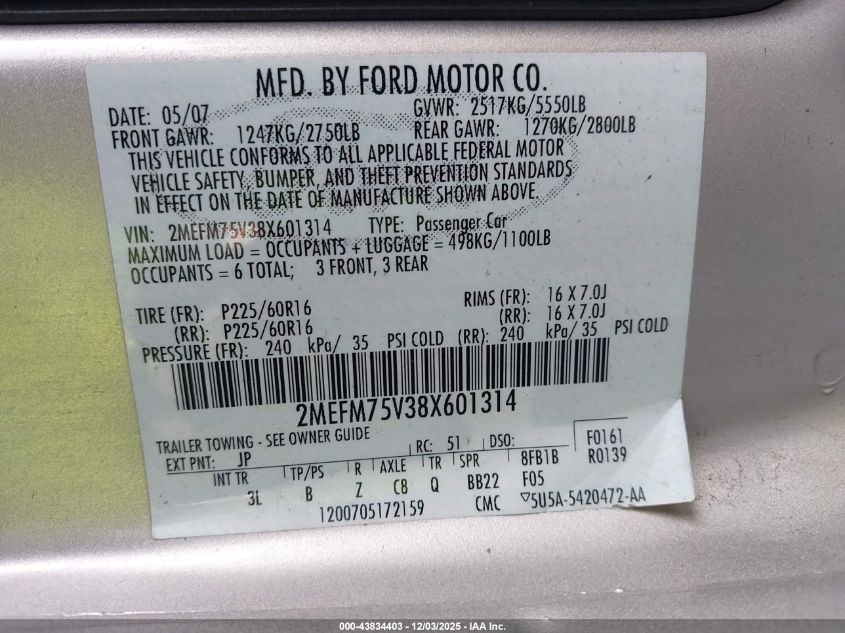 MFD. BY FORD MOTOR CO.
DATE: 05/07 GVWR: 2517KG/5550LB
FRONT GAWR: 1247KG/2750LB REAR GAWR: 1270KG/2800LB
THIS VEHICLE CONFORMS TO ALL APPLICABLE FEDERAL MOTOR
VEHICLE SAFETY, BUMPER, AND THEFT PREVENTION STANDARDS
IN EFFECT ON THE DATE OF MANUFACTURE SHOWN ABOVE.
VIN: 2MEFM75V38X601314 TYPE: Passenger Car
MAXIMUM LOAD = OCCUPANTS + LUGGAGE = 498KG/1100LB
OCCUPANTS = 6 TOTAL; 3 FRONT, 3 REAR
TIRE (FR): P225/60R16 RIMS (FR): 16 X 7.0J
(RR): P225/60R16 (RR): 16 X 7.0J
PRESSURE (FR): 240 kPa/ 35 PSI COLD (RR): 240 kPa/ 35 PSI COLD
2MEFM75V38X601314
TRAILER TOWING - SEE OWNER GUIDE
EXT PNT: JP RC: 51 DSO: F0161
INT TR TP/PS R AXLE TR SPR 8FB1B R0139
3L B Z C8 Q BB22 F05
1200705172159 CMC ▽5U5A-5420472-AA
000-43834403 - 12/03/2025 - IAA Inc.